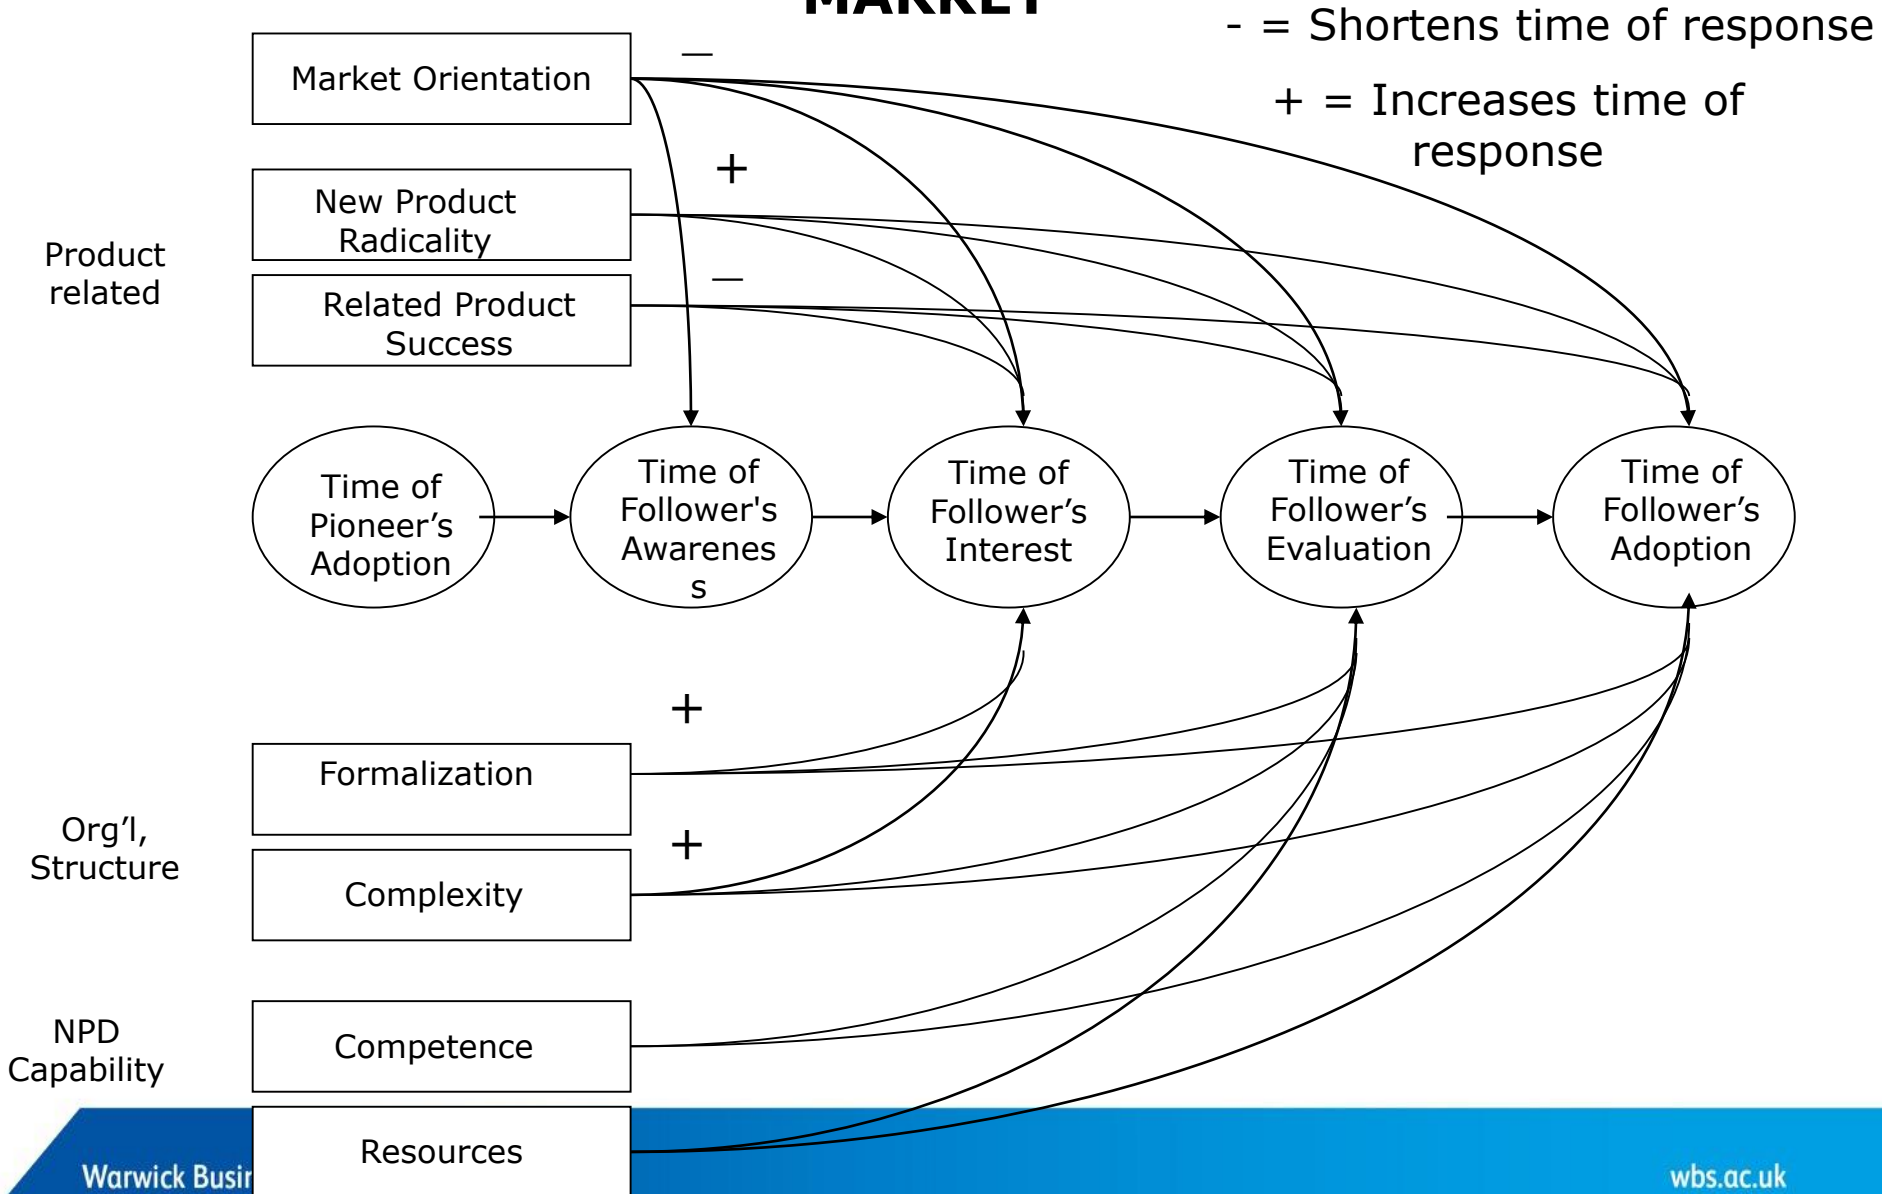 MARKET
- = Shortens time of response
+ = Increases time of
response
Market Orientation
–
+
New Product
Radicality
Product
related
–
Related Product
Success
Time of
Pioneer’s
Adoption
Time of
Follower's
Awarenes
s
Time of
Follower’s
Interest
Time of
Follower’s
Evaluation
Time of
Follower’s
Adoption
+
Formalization
Org’l,
Structure
+
Complexity
NPD
Capability
Competence
Resources
Warwick Busi
wbs.ac.uk